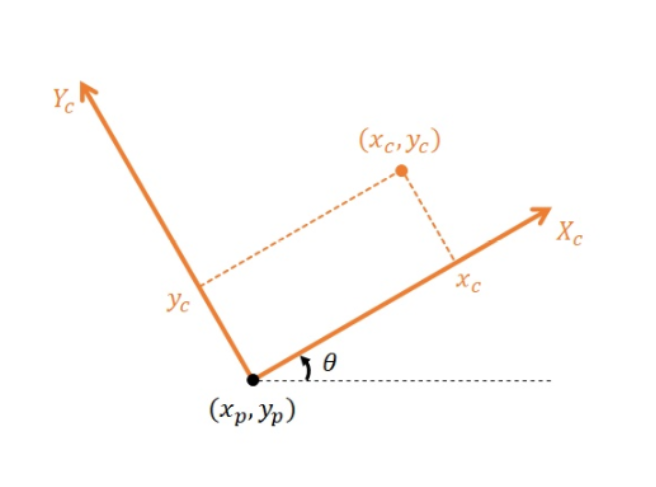 Y_c
(x_c, y_c)
X_c
x_c
y_c
θ
(x_p, y_p)